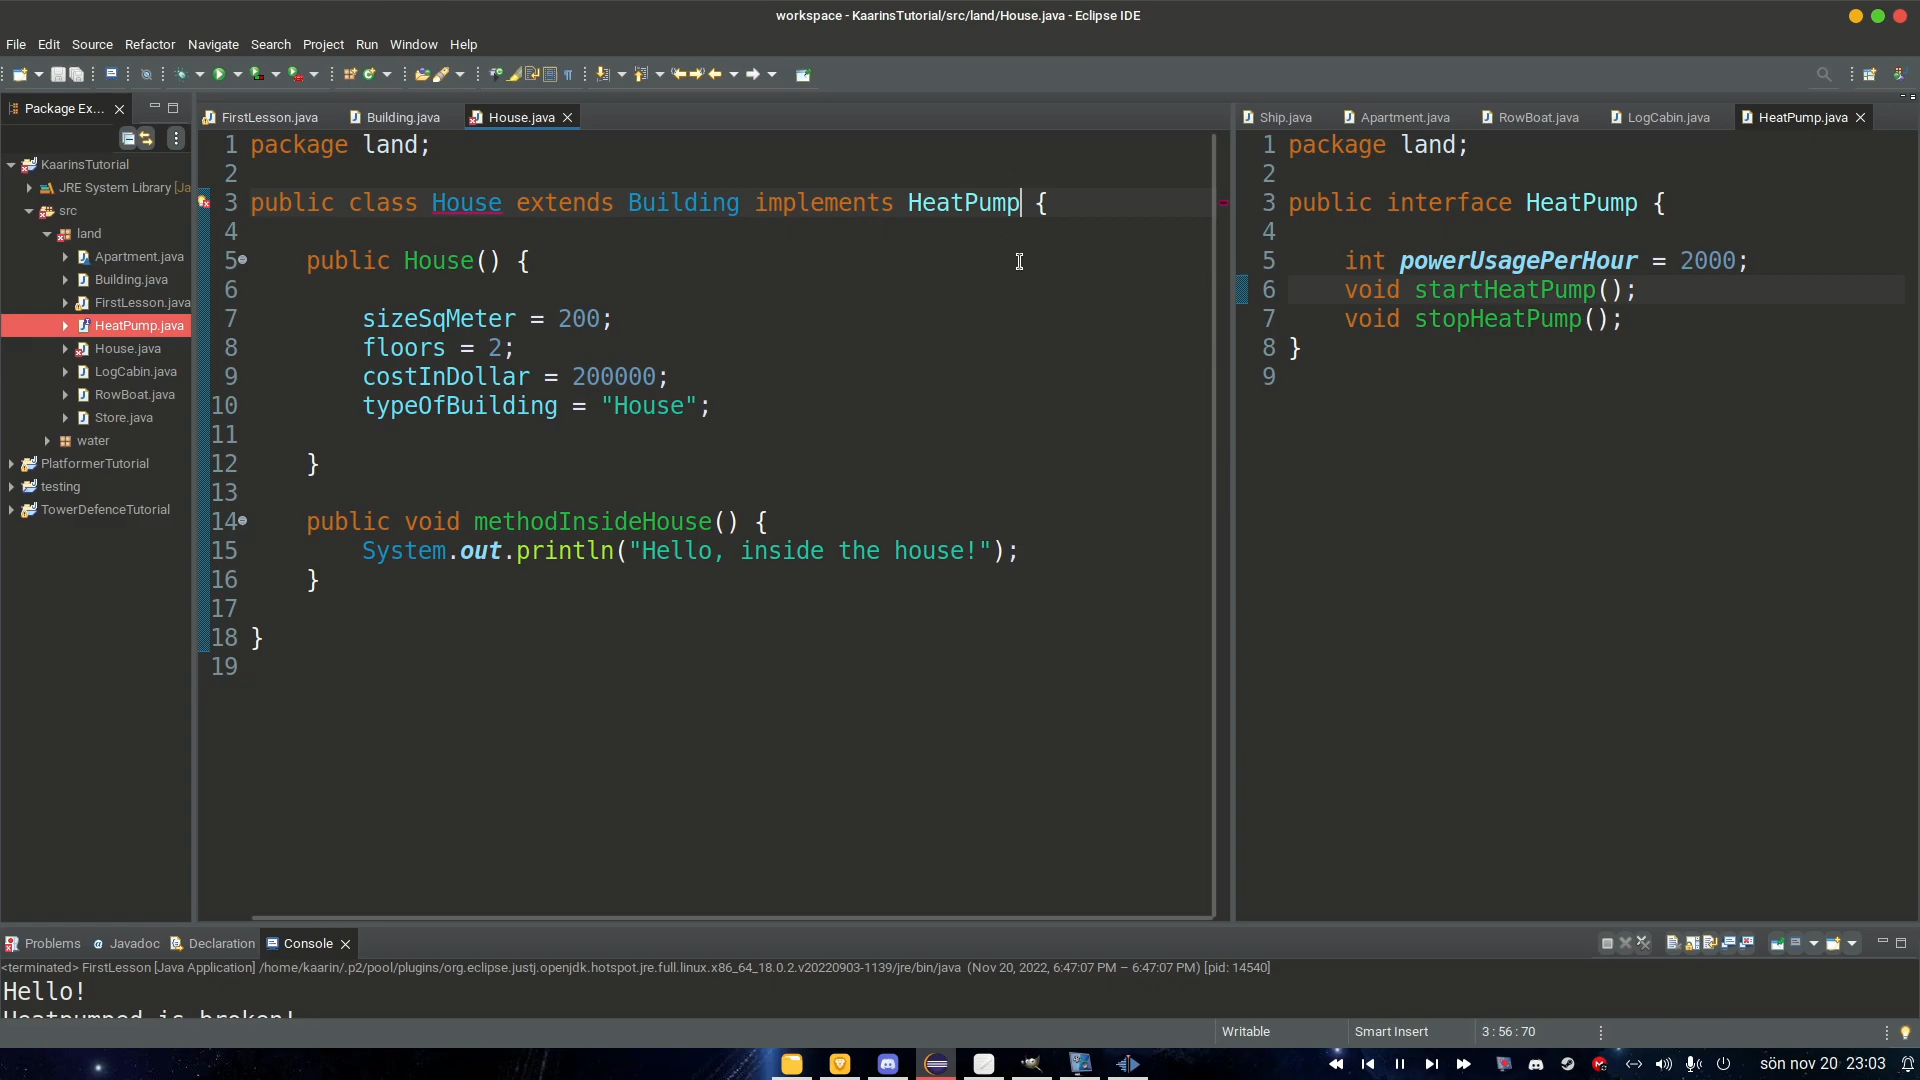 workspace - KaarinsTutorial/src/land/House.java - Eclipse IDE
File Edit Source Refactor Navigate Search Project Run Window Help
Package Ex...
KaarinsTutorial
JRE System Library [Ja
src
land
Apartment.java
Building.java
FirstLesson.java
HeatPump.java
House.java
LogCabin.java
RowBoat.java
Store.java
water
PlatformerTutorial
testing
TowerDefenceTutorial
FirstLesson.java Building.java House.java
1 package land;
2
3 public class House extends Building implements HeatPump {
4
5 public House() {
6
7 sizeSqMeter = 200;
8 floors = 2;
9 costInDollar = 200000;
10 typeOfBuilding = "House";
11
12 }
13
14 public void methodInsideHouse() {
15 System.out.println("Hello, inside the house!");
16 }
17
18 }
19
Ship.java Apartment.java RowBoat.java LogCabin.java HeatPump.java
1 package land;
2
3 public interface HeatPump {
4
5 int powerUsagePerHour = 2000;
6 void startHeatPump();
7 void stopHeatPump();
8 }
9
Problems Javadoc Declaration Console
<terminated> FirstLesson [Java Application] /home/kaarin/.p2/pool/plugins/org.eclipse.justj.openjdk.hotspot.jre.full.linux.x86_64_18.0.2.v20220903-1139/jre/bin/java (Nov 20, 2022, 6:47:07 PM – 6:47:07 PM) [pid: 14540]
Hello!
Heatpumped is broken!
Writable Smart Insert 3 : 56 : 70
sön nov 20 23:03